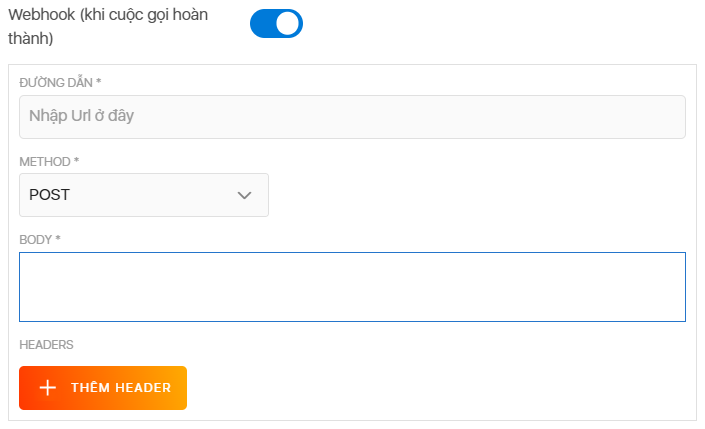 Webhook (khi cuộc gọi hoàn
thành)
ĐƯỜNG DẪN *
Nhập Url ở đây
METHOD *
POST
BODY *
HEADERS
THÊM HEADER